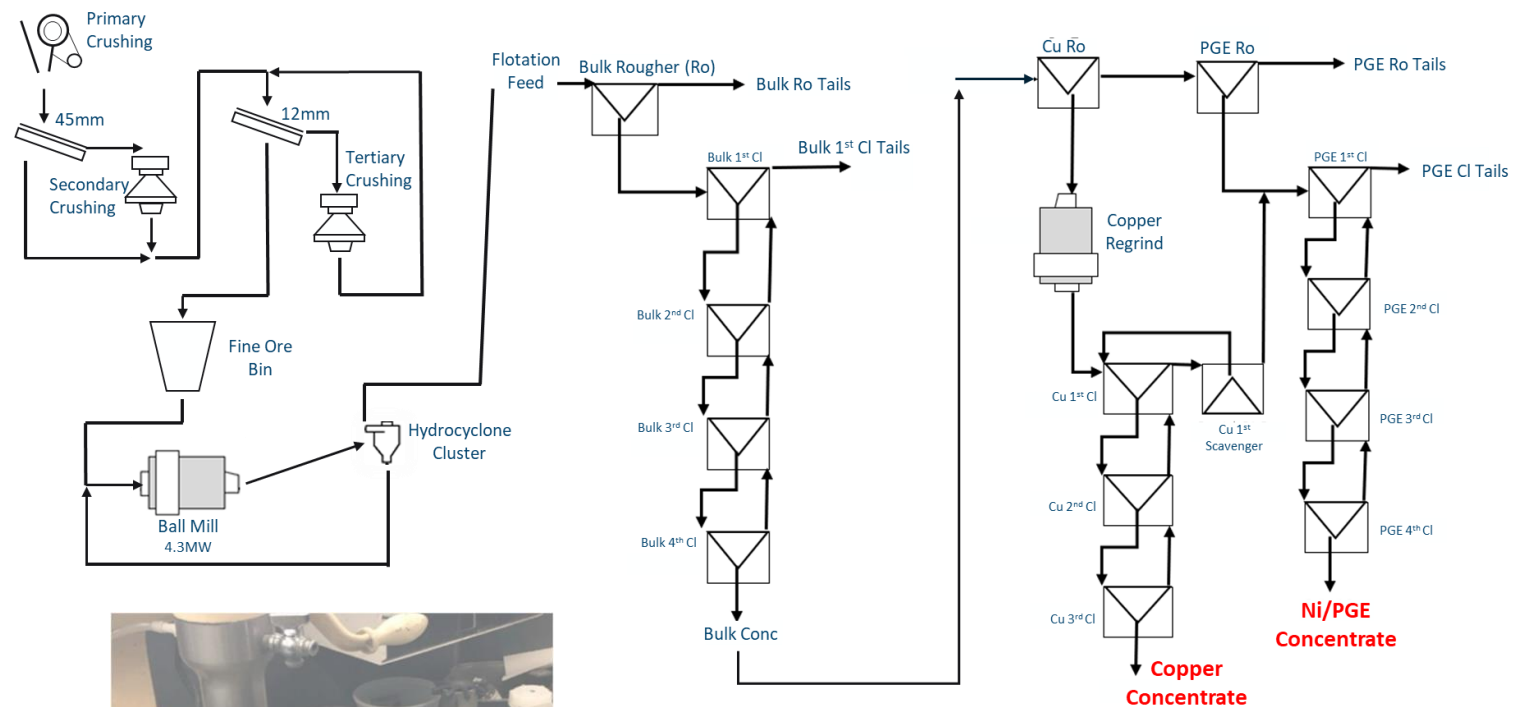 Primary
Crushing
45mm
Secondary
Crushing
12mm
Tertiary
Crushing
Fine Ore
Bin
Hydrocyclone
Cluster
Ball Mill
4.3MW
Flotation
Feed
Bulk Rougher (Ro)
Bulk Ro Tails
Bulk 1st Cl
Bulk 1st Cl Tails
Bulk 2nd Cl
Bulk 3rd Cl
Bulk 4th Cl
Bulk Conc
Cu Ro
PGE Ro
PGE Ro Tails
Copper
Regrind
PGE 1st Cl
PGE Cl Tails
Cu 1st Cl
Cu 1st
Scavenger
Cu 2nd Cl
Cu 3rd Cl
Copper
Concentrate
PGE 2nd Cl
PGE 3rd Cl
PGE 4th Cl
Ni/PGE
Concentrate